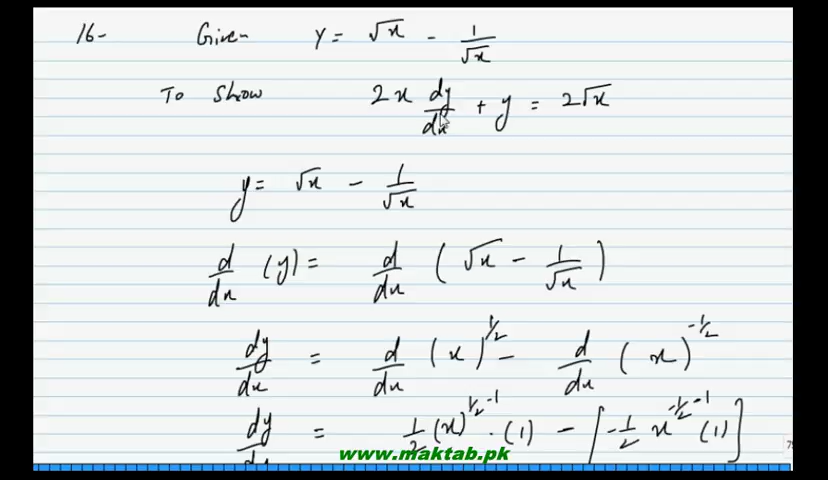 16- Given y = √x - 1/√x
To Show 2x dy/dx + y = 2√x
y = √x - 1/√x
d/dx (y) = d/dx (√x - 1/√x)
dy/dx = d/dx (x)^1/2 - d/dx (x)^-1/2
dy/dx = 1/2 (x)^1/2-1 . (1) - [-1/2 x^-1/2-1 (1)]
www.maktab.pk